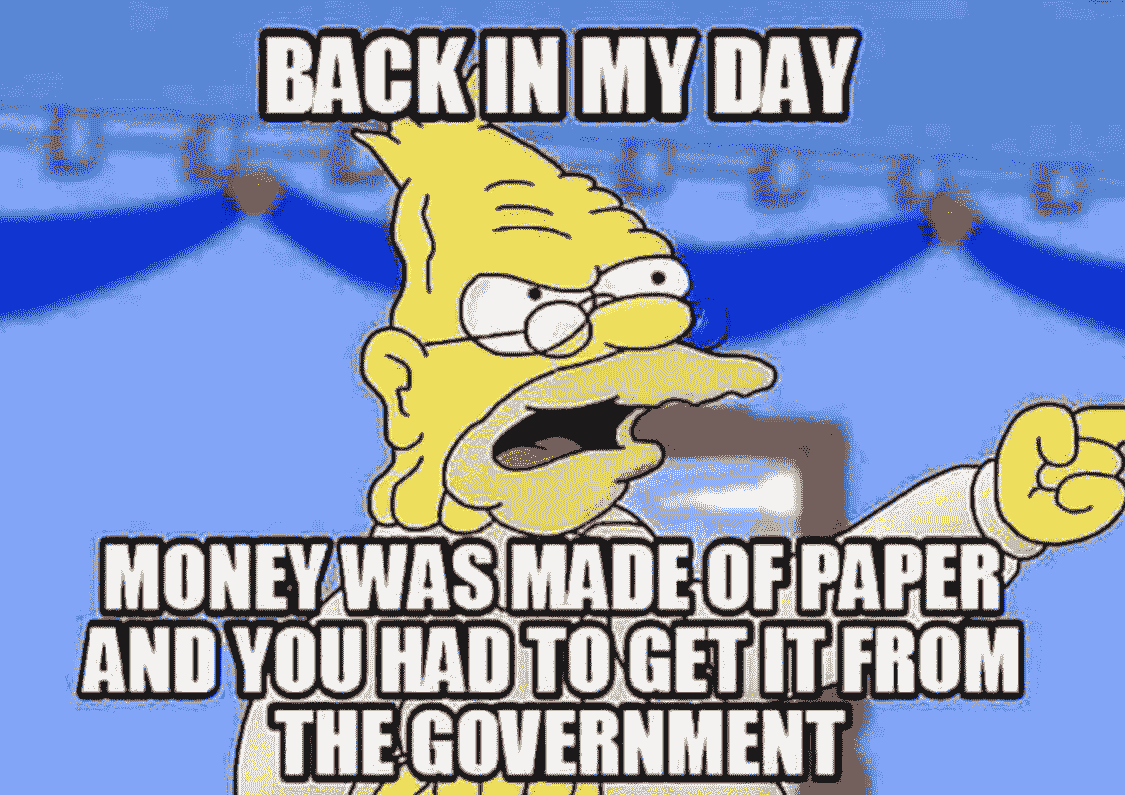 BACK IN MY DAY
MONEY WAS MADE OF PAPER
AND YOU HAD TO GET IT FROM
THE GOVERNMENT